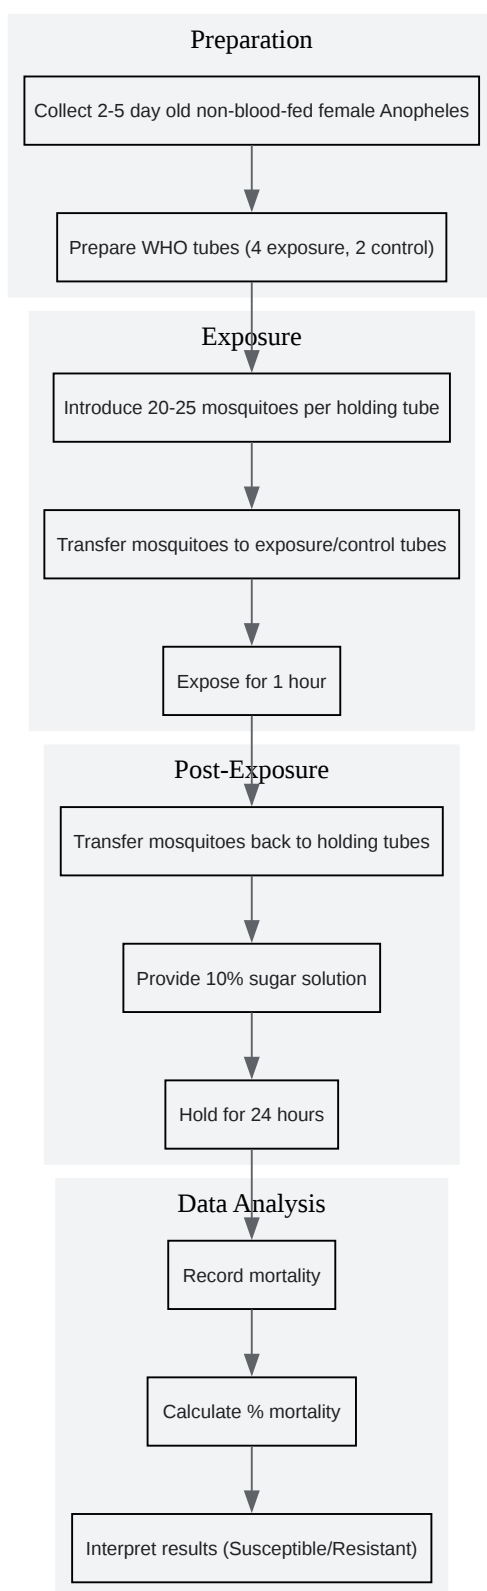 Preparation
Collect 2-5 day old non-blood-fed female Anopheles
Prepare WHO tubes (4 exposure, 2 control)
Exposure
Introduce 20-25 mosquitoes per holding tube
Transfer mosquitoes to exposure/control tubes
Expose for 1 hour
Post-Exposure
Transfer mosquitoes back to holding tubes
Provide 10% sugar solution
Hold for 24 hours
Data Analysis
Record mortality
Calculate % mortality
Interpret results (Susceptible/Resistant)